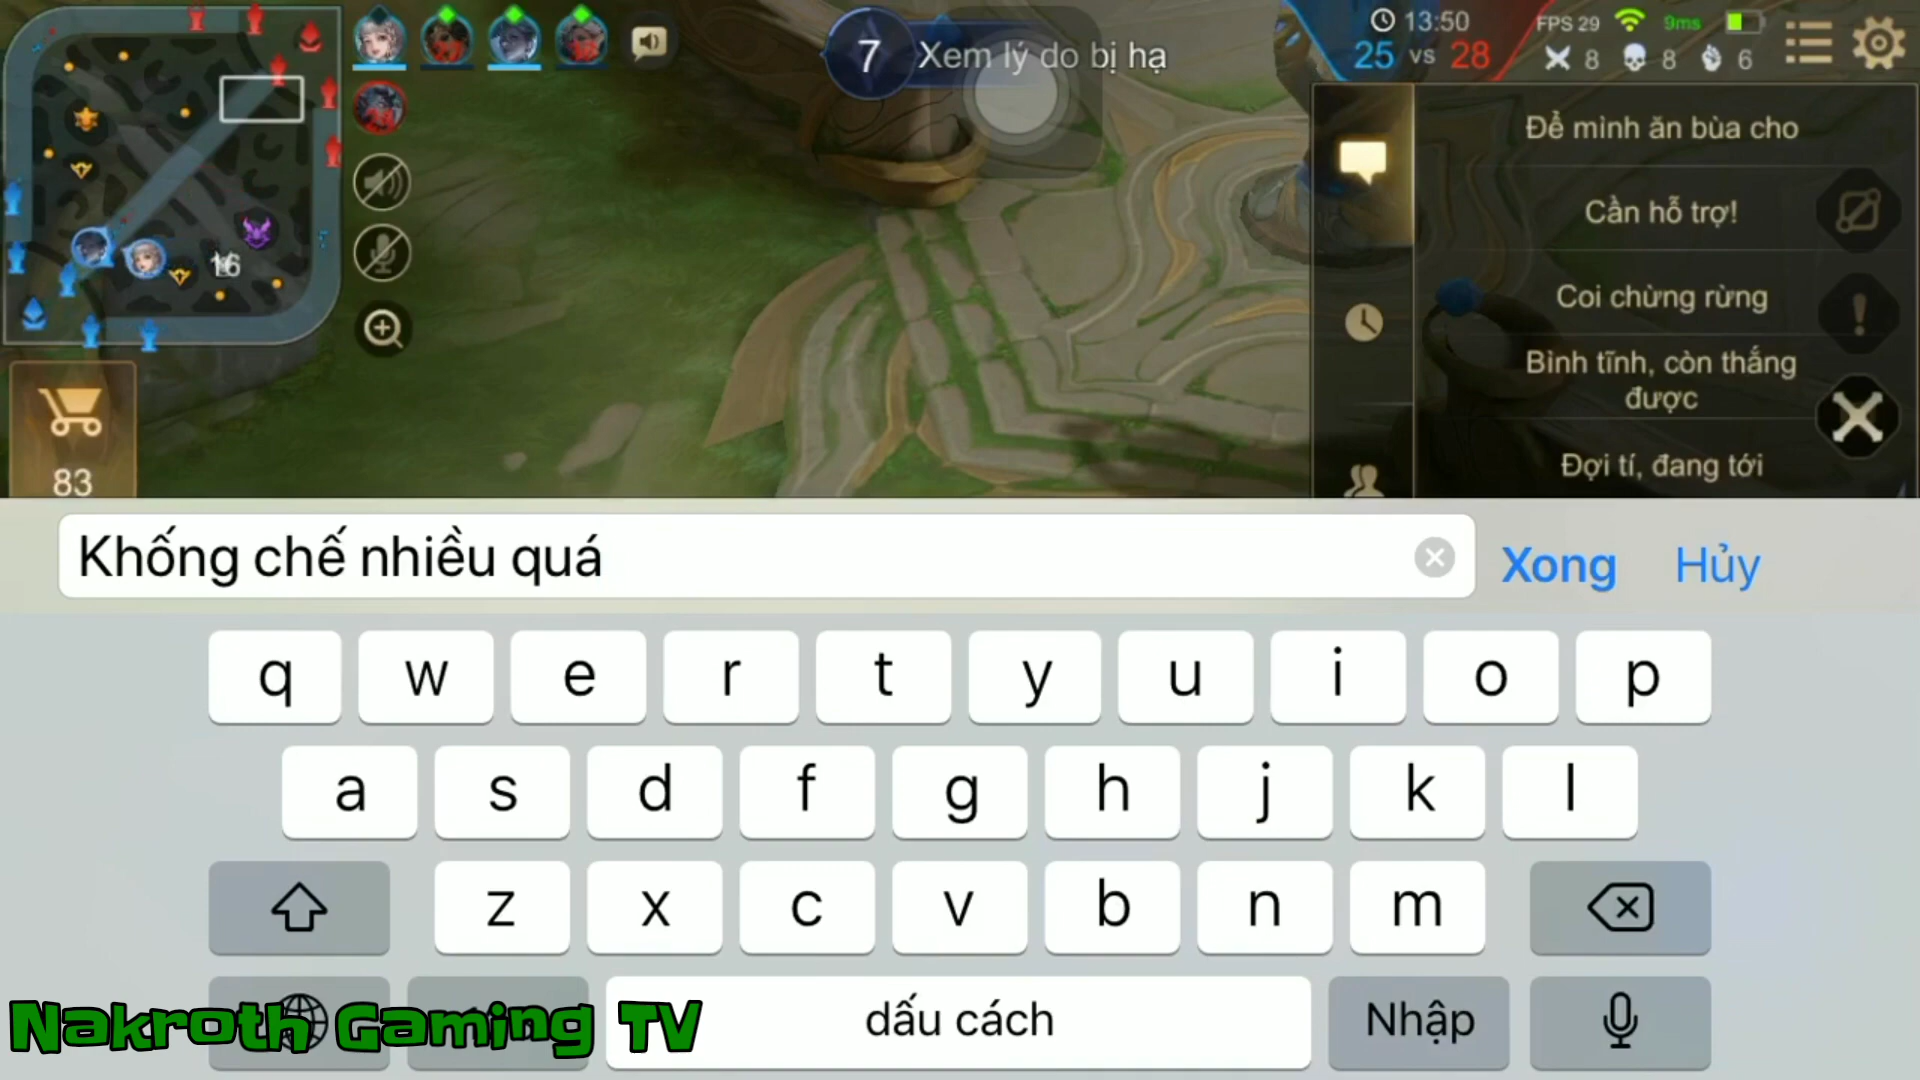 7 Xem lý do bị hạ
13:50
25 vs 28
FPS 29
9ms
8 8 6
16
83
Để mình ăn bùa cho
Cần hỗ trợ!
Coi chừng rừng
Bình tĩnh, còn thắng
được
Đợi tí, đang tới
Khống chế nhiều quá
Xong Hủy
q w e r t y u i o p
a s d f g h j k l
z x c v b n m
dấu cách Nhập
Nakroth Gaming TV